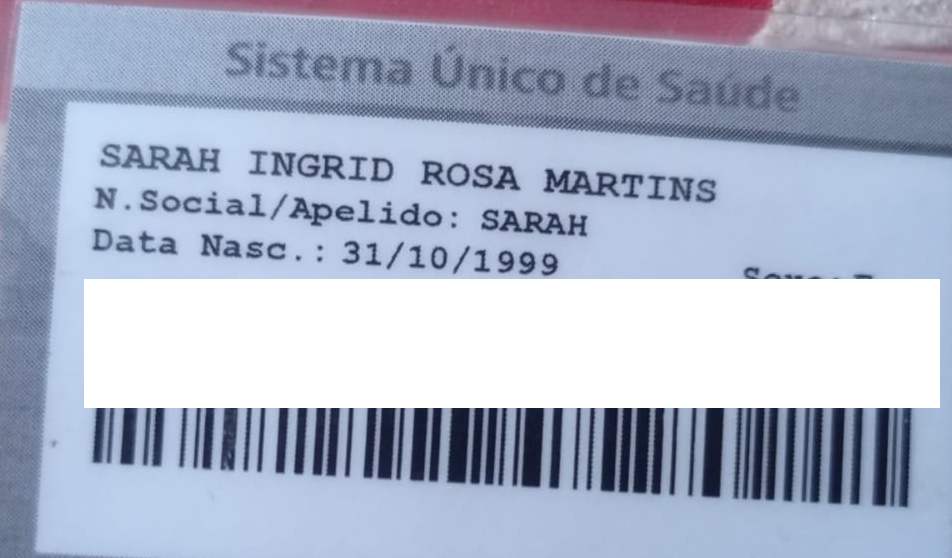 Sistema Único de Saúde
SARAH INGRID ROSA MARTINS
N.Social/Apelido: SARAH
Data Nasc.: 31/10/1999